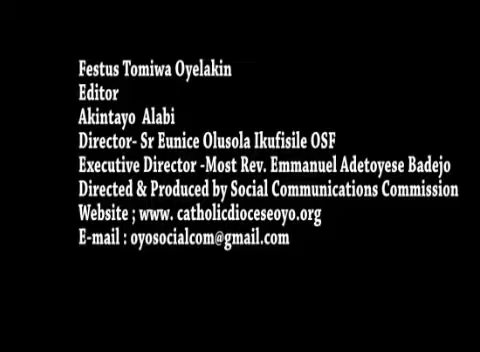 Festus Tomiwa Oyelakin
Editor
Akintayo  Alabi
Director- Sr Eunice Olusola Ikufisile OSF
Executive Director -Most Rev. Emmanuel Adetoyese Badejo
Directed & Produced by Social Communications Commission
Website ; www. catholicdioceseoyo.org
E-mail : oyosocialcom@gmail.com